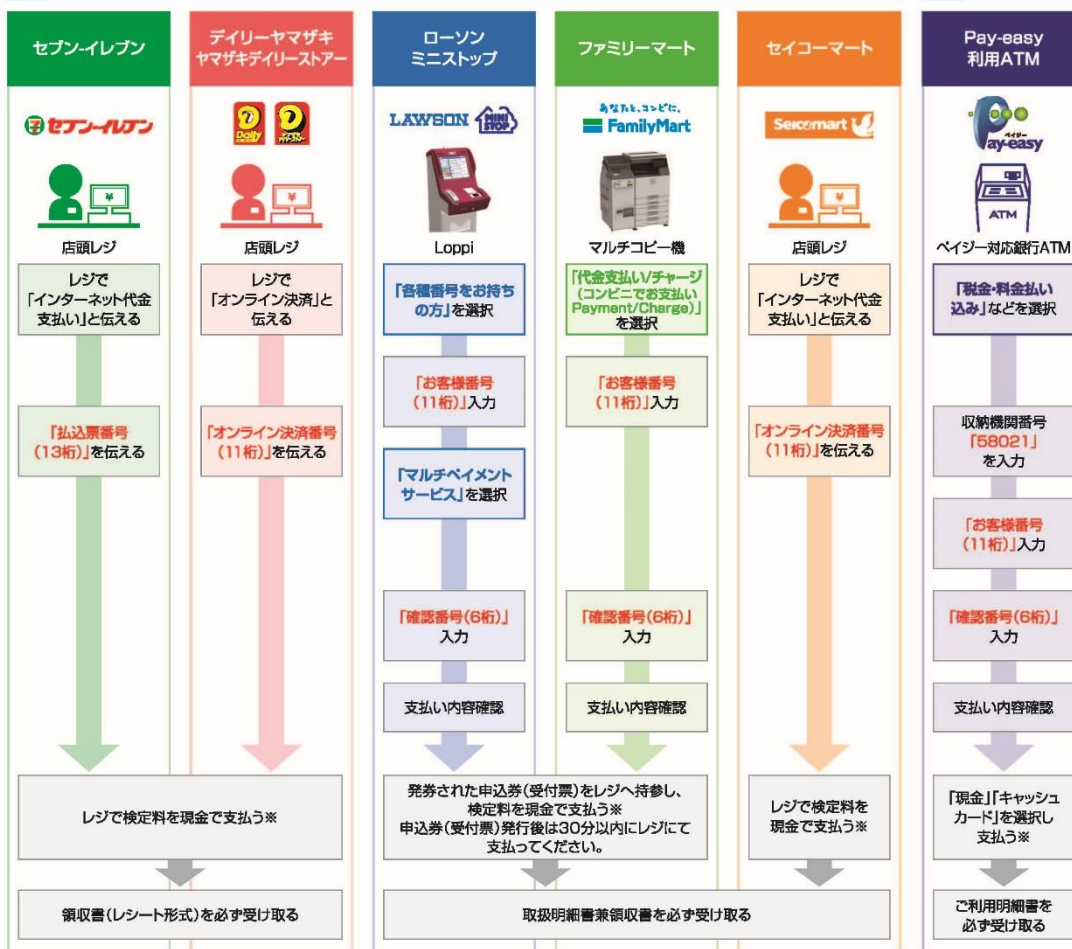 セブン-イレブン
デイリーヤマザキ
ヤマザキデイリーストアー
ローソン
ミニストップ
ファミリーマート
セイコーマート
Pay-easy
利用ATM
セブン-イレブン
Daily
LAWSON
MINI
STOP
あなたと、コンビに、
FamilyMart
Seicomart
ペイジー
Pay-easy
¥
¥
¥
ATM
店頭レジ
店頭レジ
Loppi
マルチコピー機
店頭レジ
ペイジー対応銀行ATM
レジで
「インターネット代金
支払い」と伝える
レジで
「オンライン決済」と
伝える
「各種番号をお持ち
の方」を選択
「代金支払い/チャージ
(コンビニでお支払い
Payment/Charge)」
を選択
レジで
「インターネット代金
支払い」と伝える
「税金・料金払い
込み」などを選択
「お客様番号
(11桁)」入力
「お客様番号
(11桁)」入力
「払込票番号
(13桁)」を伝える
「オンライン決済番号
(11桁)」を伝える
「オンライン決済番号
(11桁)」を伝える
収納機関番号
「58021」
を入力
「マルチペイメント
サービス」を選択
「お客様番号
(11桁)」入力
「確認番号(6桁)」
入力
「確認番号(6桁)」
入力
「確認番号(6桁)」
入力
支払い内容確認
支払い内容確認
支払い内容確認
レジで検定料を現金で支払う※
発券された申込券(受付票)をレジへ持参し、
検定料を現金で支払う※
申込券(受付票)発行後は30分以内にレジにて
支払ってください。
レジで検定料を
現金で支払う※
「現金」「キャッシュ
カード」を選択し
支払う※
領収書(レシート形式)を必ず受け取る
取扱明細書兼領収書を必ず受け取る
ご利用明細書を
必ず受け取る